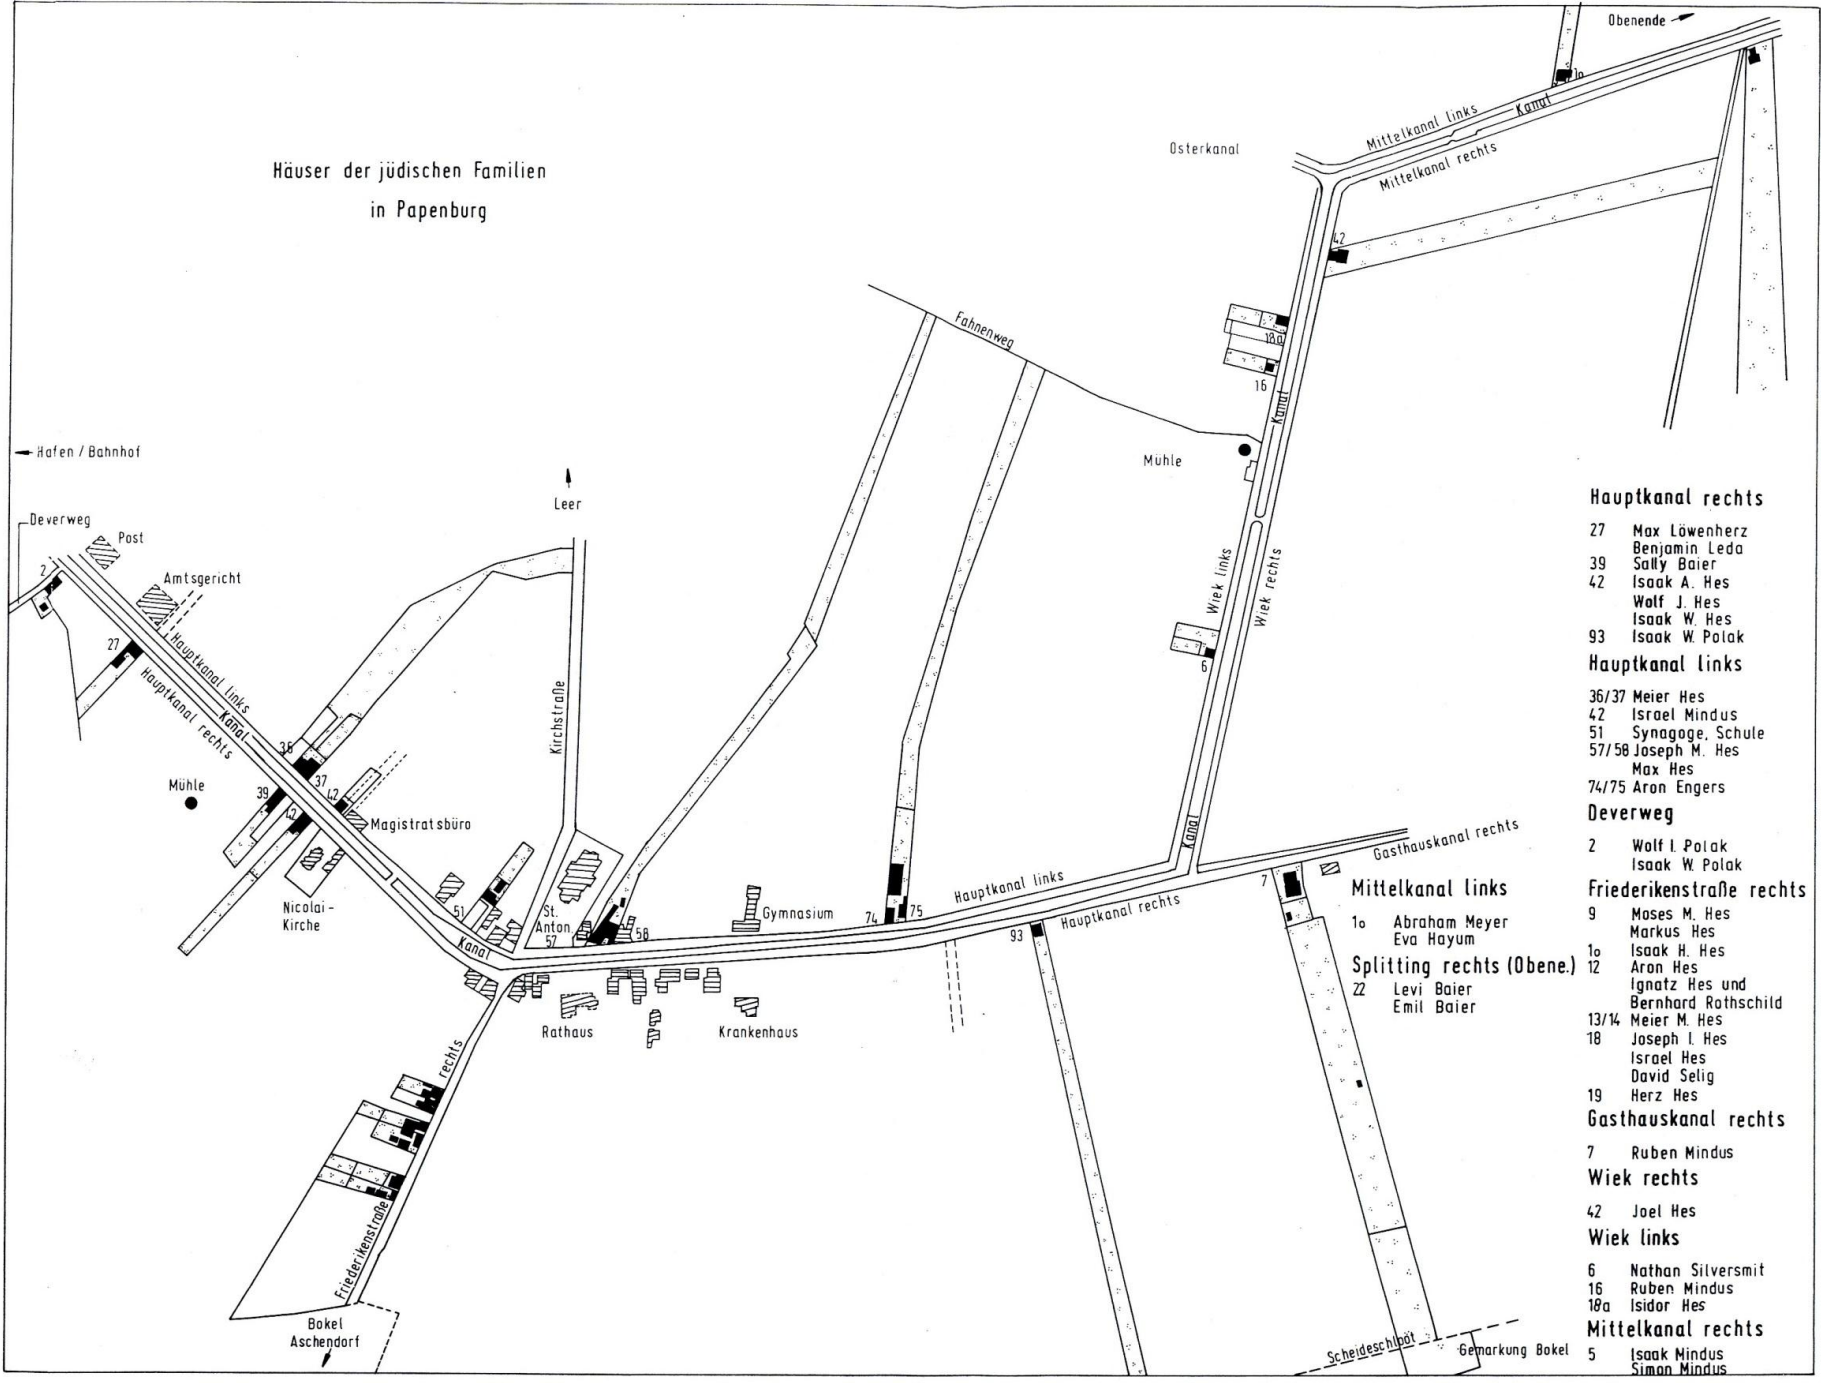 Häuser der jüdischen Familien
in Papenburg
Obenende
1o
Osterkanal
Mittelkanal links
Kanal
Mittelkanal rechts
42
18a
16
Kanal
Fahnenweg
Mühle
Hafen / Bahnhof
Deverweg
Post
2
Amtsgericht
Leer
27
Hauptkanal links
Kanal
Hauptkanal rechts
Kirchstraße
Wiek links
Wiek rechts
6
36
37
Mühle
39
42
42
Magistratsbüro
Nicolai-
Kirche
51
Kanal
St.
Anton.
57
58
Gymnasium
74
75
Hauptkanal links
Hauptkanal rechts
93
Kanal
Gasthauskanal rechts
7
Rathaus
Krankenhaus
rechts
Friederikenstraße
Bokel
Aschendorf
Scheideschlpöt
Gemarkung Bokel
Mittelkanal links
1o Abraham Meyer
Eva Hayum
Splitting rechts (Obene.)
22 Levi Baier
Emil Baier
Hauptkanal rechts
27 Max Löwenherz
Benjamin Leda
39 Sally Baier
42 Isaak A. Hes
Wolf J. Hes
Isaak W. Hes
93 Isaak W. Polak
Hauptkanal links
36/37 Meier Hes
42 Israel Mindus
51 Synagoge, Schule
57/58 Joseph M. Hes
Max Hes
74/75 Aron Engers
Deverweg
2 Wolf I. Polak
Isaak W. Polak
Friederikenstraße rechts
9 Moses M. Hes
Markus Hes
1o Isaak H. Hes
12 Aron Hes
Ignatz Hes und
Bernhard Rothschild
13/14 Meier M. Hes
18 Joseph I. Hes
Israel Hes
David Selig
19 Herz Hes
Gasthauskanal rechts
7 Ruben Mindus
Wiek rechts
42 Joel Hes
Wiek links
6 Nathan Silversmit
16 Ruben Mindus
18a Isidor Hes
Mittelkanal rechts
5 Isaak Mindus
Simon Mindus